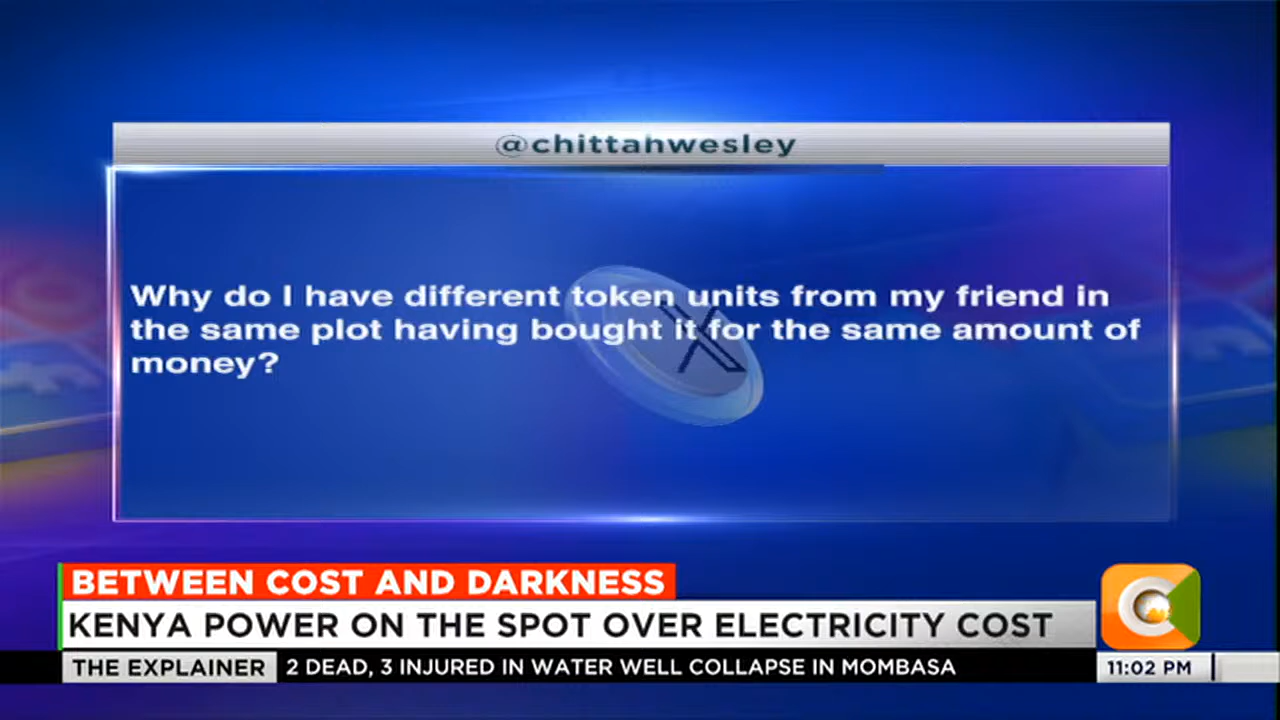 @chittahwesley
Why do I have different token units from my friend in
the same plot having bought it for the same amount of
money?
BETWEEN COST AND DARKNESS
KENYA POWER ON THE SPOT OVER ELECTRICITY COST
THE EXPLAINER 2 DEAD, 3 INJURED IN WATER WELL COLLAPSE IN MOMBASA
11:02 PM